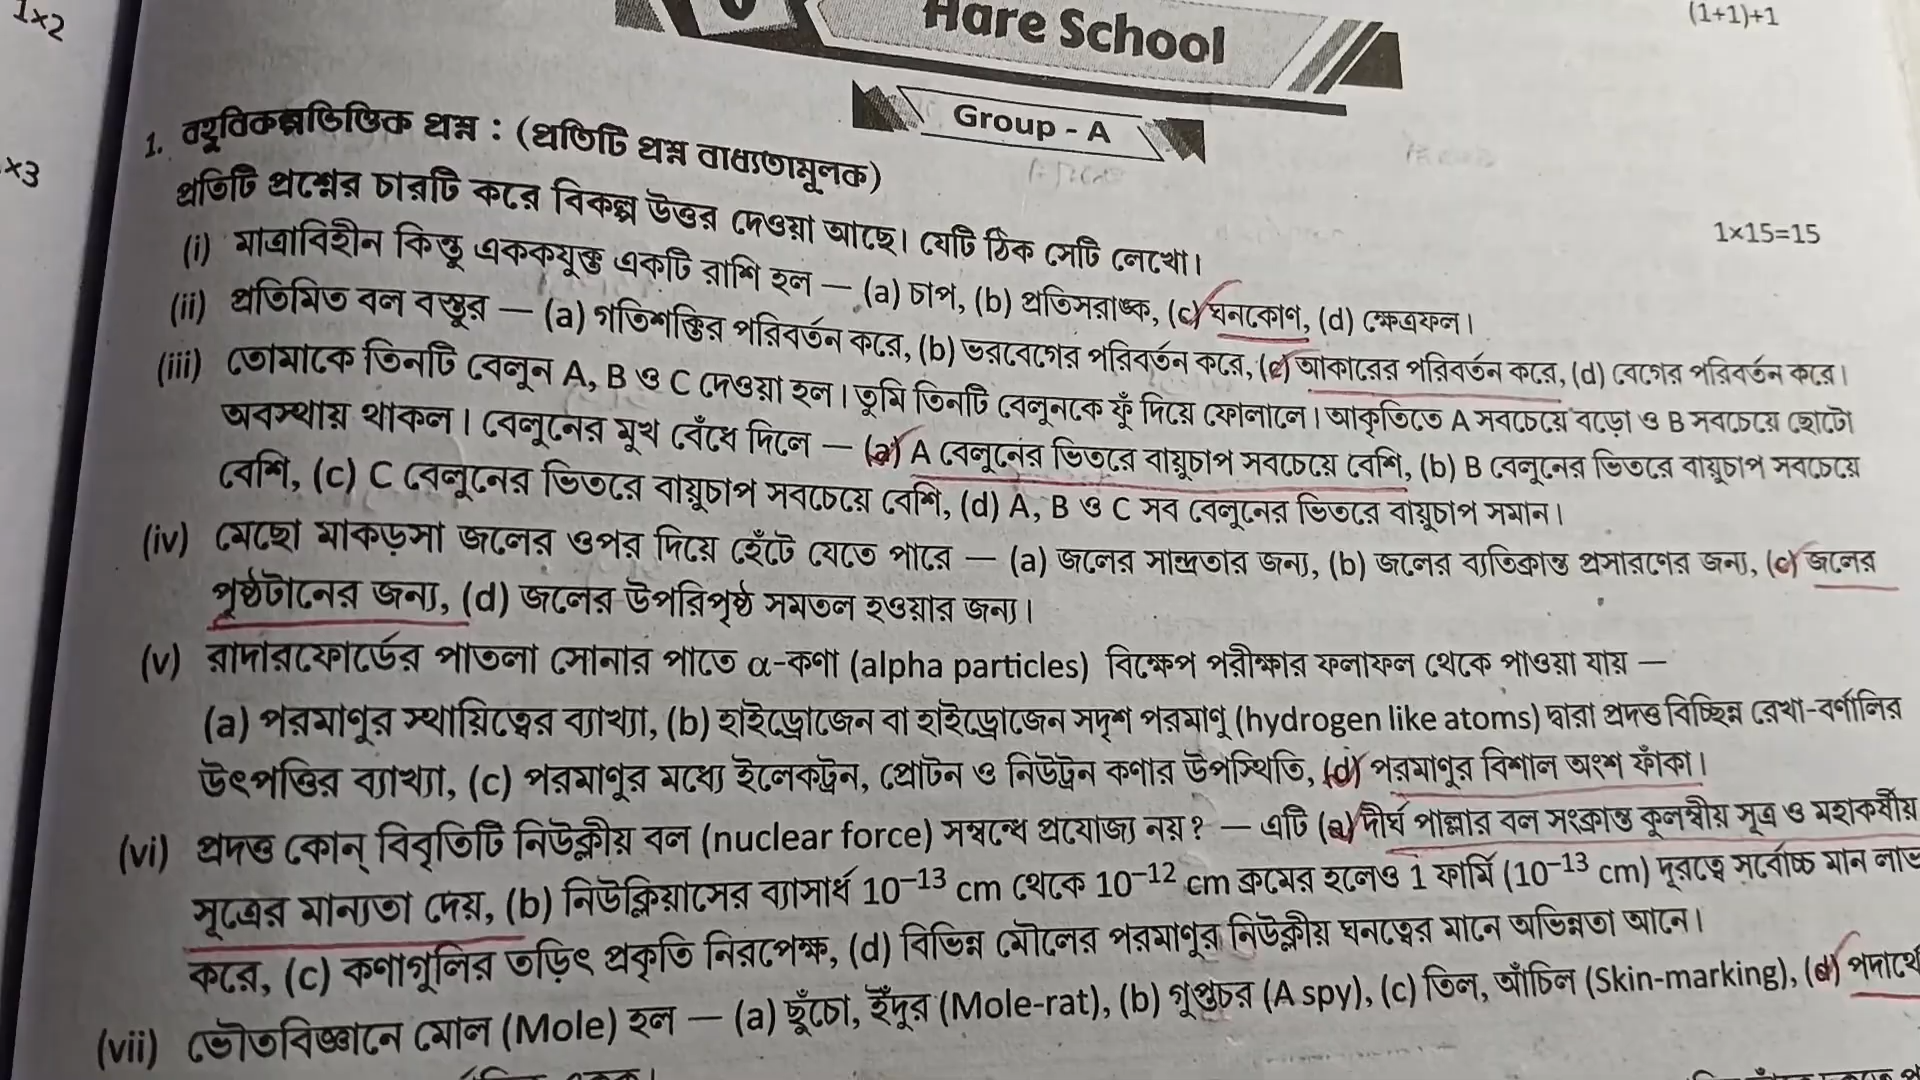 1×2
Hare School
(1+1)+1
Group - A
×3
1. বহুবিকল্পভিত্তিক প্রশ্ন : (প্রতিটি প্রশ্ন বাধ্যতামূলক)
প্রতিটি প্রশ্নের চারটি করে বিকল্প উত্তর দেওয়া আছে। যেটি ঠিক সেটি লেখো।
1×15=15
(i) মাত্রাবিহীন কিন্তু এককযুক্ত একটি রাশি হল — (a) চাপ, (b) প্রতিসরাঙ্ক, (c) ঘনকোণ, (d) ক্ষেত্রফল।
(ii) প্রতিমিত বল বস্তুর — (a) গতিশক্তির পরিবর্তন করে, (b) ভরবেগের পরিবর্তন করে, (c) আকারের পরিবর্তন করে, (d) বেগের পরিবর্তন করে।
(iii) তোমাকে তিনটি বেলুন A, B ও C দেওয়া হল। তুমি তিনটি বেলুনকে ফুঁ দিয়ে ফোলালে। আকৃতিতে A সবচেয়ে বড়ো ও B সবচেয়ে ছোটো
অবস্থায় থাকল। বেলুনের মুখ বেঁধে দিলে — (a) A বেলুনের ভিতরে বায়ুচাপ সবচেয়ে বেশি, (b) B বেলুনের ভিতরে বায়ুচাপ সবচেয়ে
বেশি, (c) C বেলুনের ভিতরে বায়ুচাপ সবচেয়ে বেশি, (d) A, B ও C সব বেলুনের ভিতরে বায়ুচাপ সমান।
(iv) মেছো মাকড়সা জলের ওপর দিয়ে হেঁটে যেতে পারে — (a) জলের সান্দ্রতার জন্য, (b) জলের ব্যতিক্রান্ত প্রসারণের জন্য, (c) জলের
পৃষ্ঠটানের জন্য, (d) জলের উপরিপৃষ্ঠ সমতল হওয়ার জন্য।
(v) রাদারফোর্ডের পাতলা সোনার পাতে α-কণা (alpha particles) বিক্ষেপ পরীক্ষার ফলাফল থেকে পাওয়া যায় —
(a) পরমাণুর স্থায়িত্বের ব্যাখ্যা, (b) হাইড্রোজেন বা হাইড্রোজেন সদৃশ পরমাণু (hydrogen like atoms) দ্বারা প্রদত্ত বিচ্ছিন্ন রেখা-বর্ণালির
উৎপত্তির ব্যাখ্যা, (c) পরমাণুর মধ্যে ইলেকট্রন, প্রোটন ও নিউট্রন কণার উপস্থিতি, (d) পরমাণুর বিশাল অংশ ফাঁকা।
(vi) প্রদত্ত কোন্ বিবৃতিটি নিউক্লীয় বল (nuclear force) সম্বন্ধে প্রযোজ্য নয়? — এটি (a) দীর্ঘ পাল্লার বল সংক্রান্ত কুলম্বীয় সূত্র ও মহাকর্ষীয়
সূত্রের মান্যতা দেয়, (b) নিউক্লিয়াসের ব্যাসার্ধ 10⁻¹³ cm থেকে 10⁻¹² cm ক্রমের হলেও 1 ফার্মি (10⁻¹³ cm) দূরত্বে সর্বোচ্চ মান লাভ
করে, (c) কণাগুলির তড়িৎ প্রকৃতি নিরপেক্ষ, (d) বিভিন্ন মৌলের পরমাণুর নিউক্লীয় ঘনত্বের মানে অভিন্নতা আনে।
(vii) ভৌতবিজ্ঞানে মোল (Mole) হল — (a) ছুঁচো, ইঁদুর (Mole-rat), (b) গুপ্তচর (A spy), (c) তিল, আঁচিল (Skin-marking), (d) পদার্থে